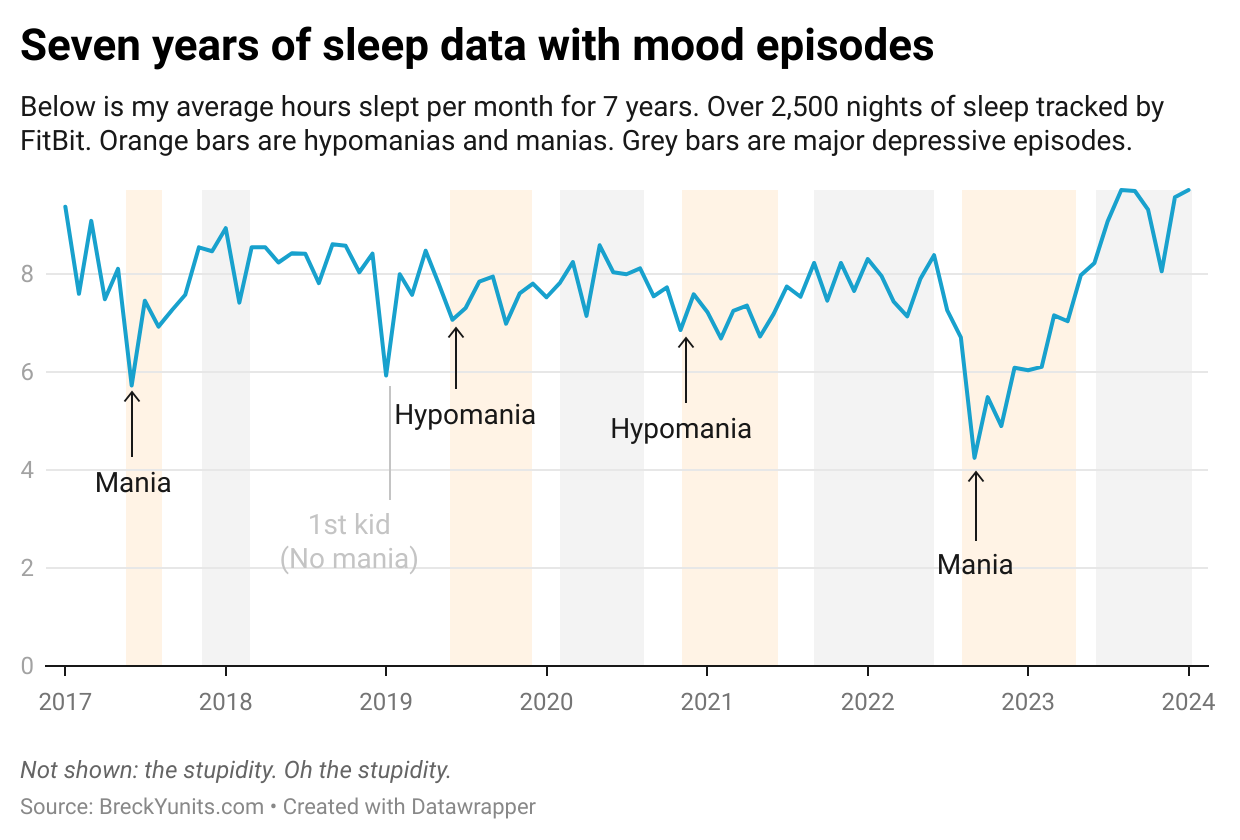 Seven years of sleep data with mood episodes
Below is my average hours slept per month for 7 years. Over 2,500 nights of sleep tracked by
FitBit. Orange bars are hypomanias and manias. Grey bars are major depressive episodes.
8
6
4
2
0
Mania
1st kid
(No mania)
Hypomania
Hypomania
Mania
2017 2018 2019 2020 2021 2022 2023 2024
Not shown: the stupidity. Oh the stupidity.
Source: BreckYunits.com • Created with Datawrapper